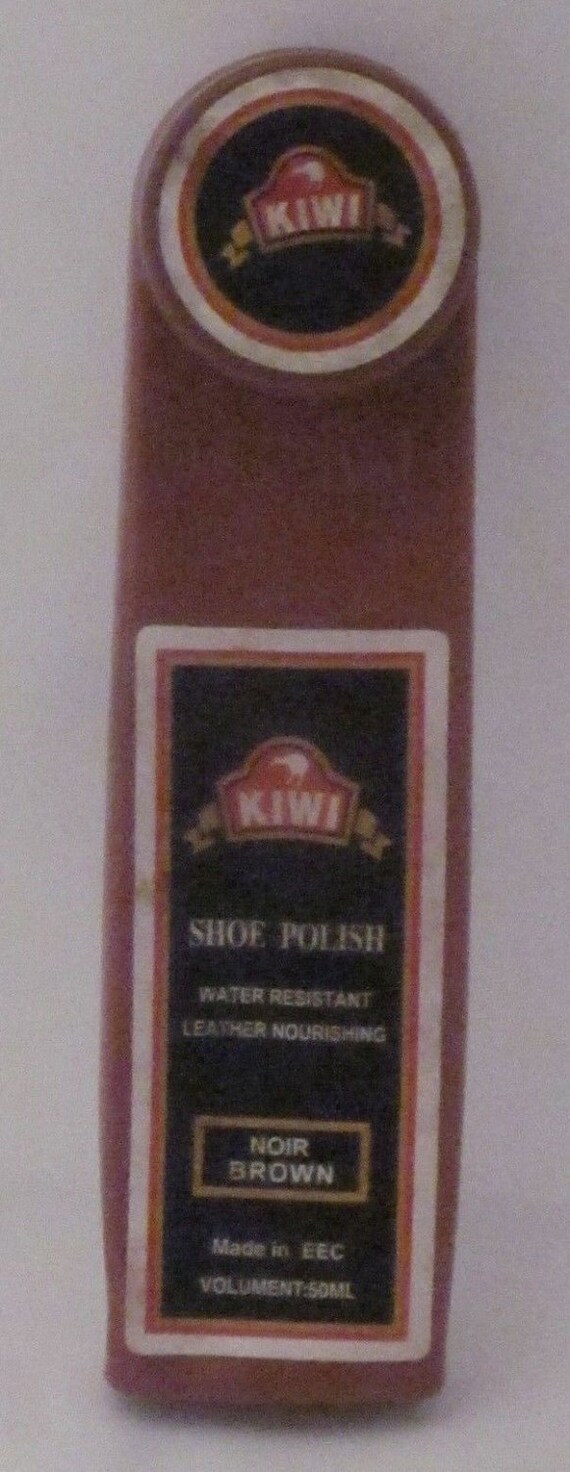 KIWI
KIWI
SHOE POLISH
WATER RESISTANT
LEATHER NOURISHING
NOIR
BROWN
Made in EEC
VOLUMENT:50ML